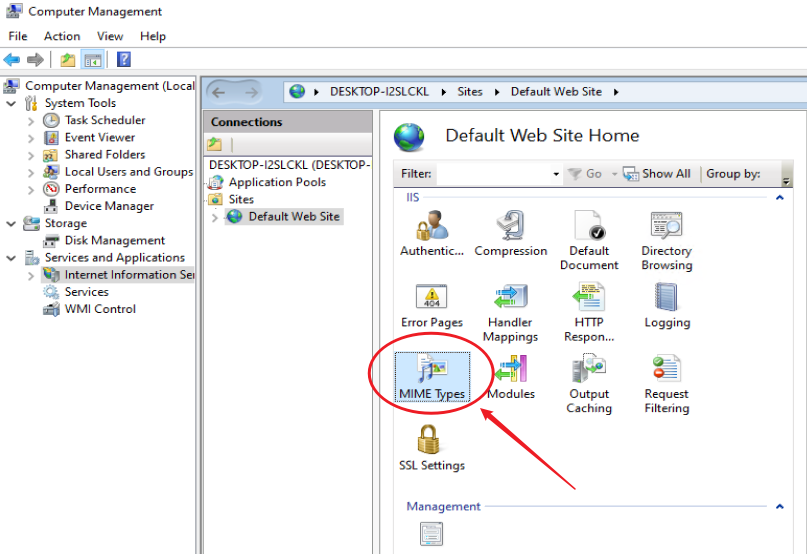 Computer Management
File Action View Help
Computer Management (Local
System Tools
Task Scheduler
Event Viewer
Shared Folders
Local Users and Groups
Performance
Device Manager
Storage
Disk Management
Services and Applications
Internet Information Ser
Services
WMI Control
DESKTOP-I2SLCKL Sites Default Web Site
Connections
DESKTOP-I2SLCKL (DESKTOP-
Application Pools
Sites
Default Web Site
Default Web Site Home
Filter: Go Show All Group by:
IIS
Authentic... Compression Default Document Directory Browsing
404
Error Pages Handler Mappings HTTP Respon... Logging
MIME Types Modules Output Caching Request Filtering
SSL Settings
Management